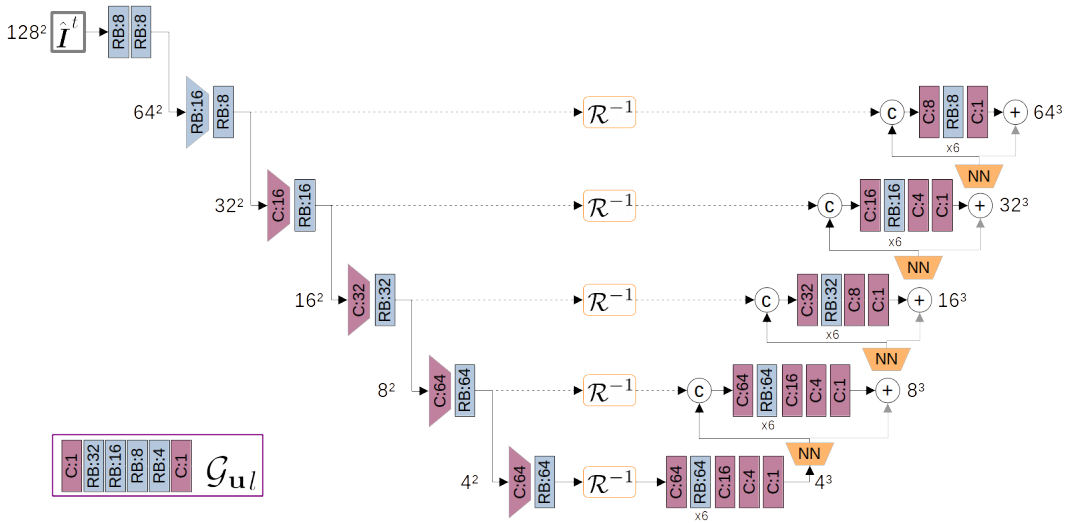 128² Î^t RB:8 RB:8
64² RB:16 RB:8 R⁻¹ C C:8 RB:8 C:1 + 64³
x6
NN
32² C:16 RB:16 R⁻¹ C C:16 RB:16 C:4 C:1 + 32³
x6
NN
16² C:32 RB:32 R⁻¹ C C:32 RB:32 C:8 C:1 + 16³
x6
NN
8² C:64 RB:64 R⁻¹ C C:64 RB:64 C:16 C:4 C:1 + 8³
x6
NN
4² C:64 RB:64 R⁻¹ C:64 RB:64 C:16 C:4 C:1 4³
x6
C:1 RB:32 RB:16 RB:8 RB:4 C:1 𝒢_𝐮l